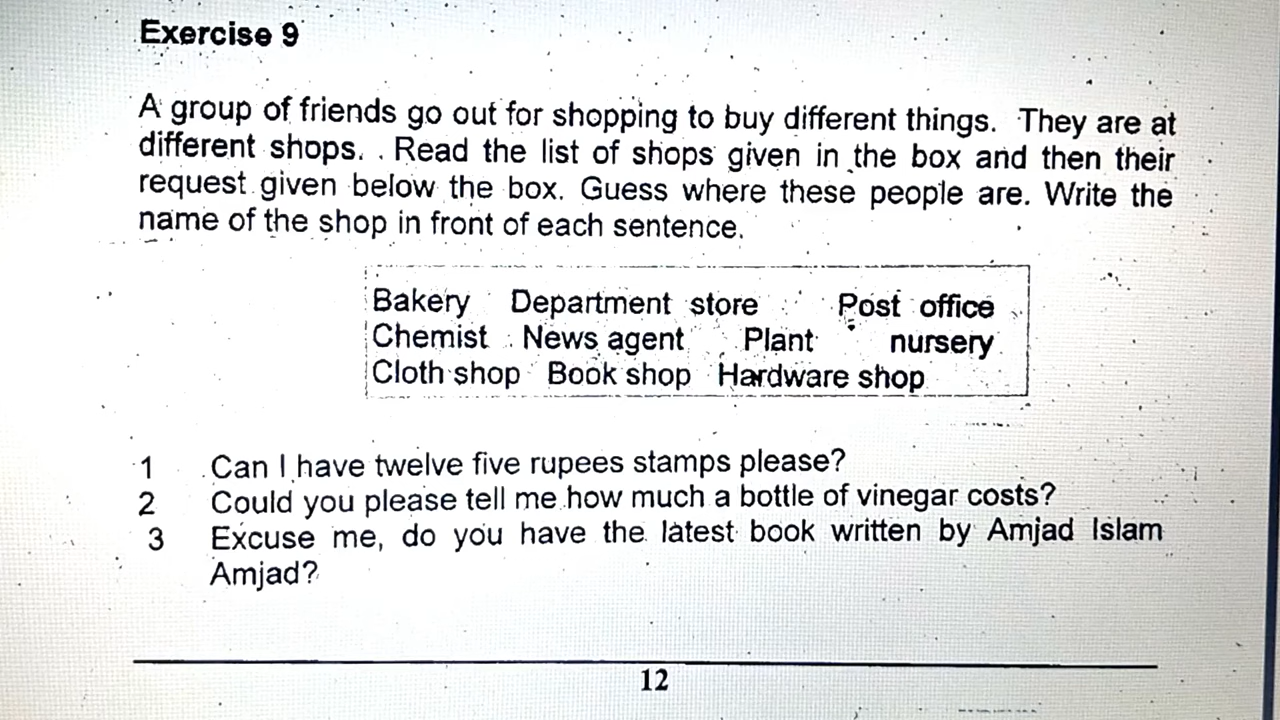 Exercise 9
A group of friends go out for shopping to buy different things. They are at
different shops. . Read the list of shops given in the box and then their
request given below the box. Guess where these people are. Write the
name of the shop in front of each sentence.
Bakery Department store Post office
Chemist News agent Plant nursery
Cloth shop Book shop Hardware shop
1 Can I have twelve five rupees stamps please?
2 Could you please tell me how much a bottle of vinegar costs?
3 Excuse me, do you have the latest book written by Amjad Islam
Amjad?
12